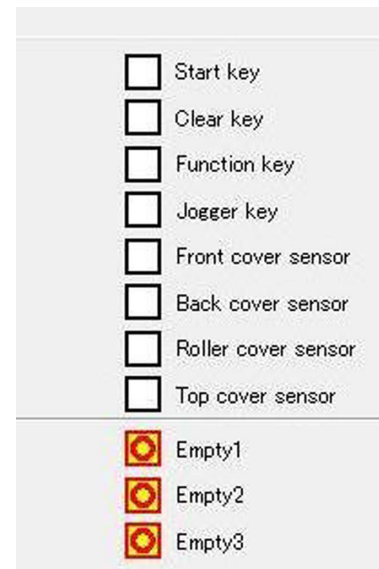 Start key
Clear key
Function key
Jogger key
Front cover sensor
Back cover sensor
Roller cover sensor
Top cover sensor
Empty1
Empty2
Empty3